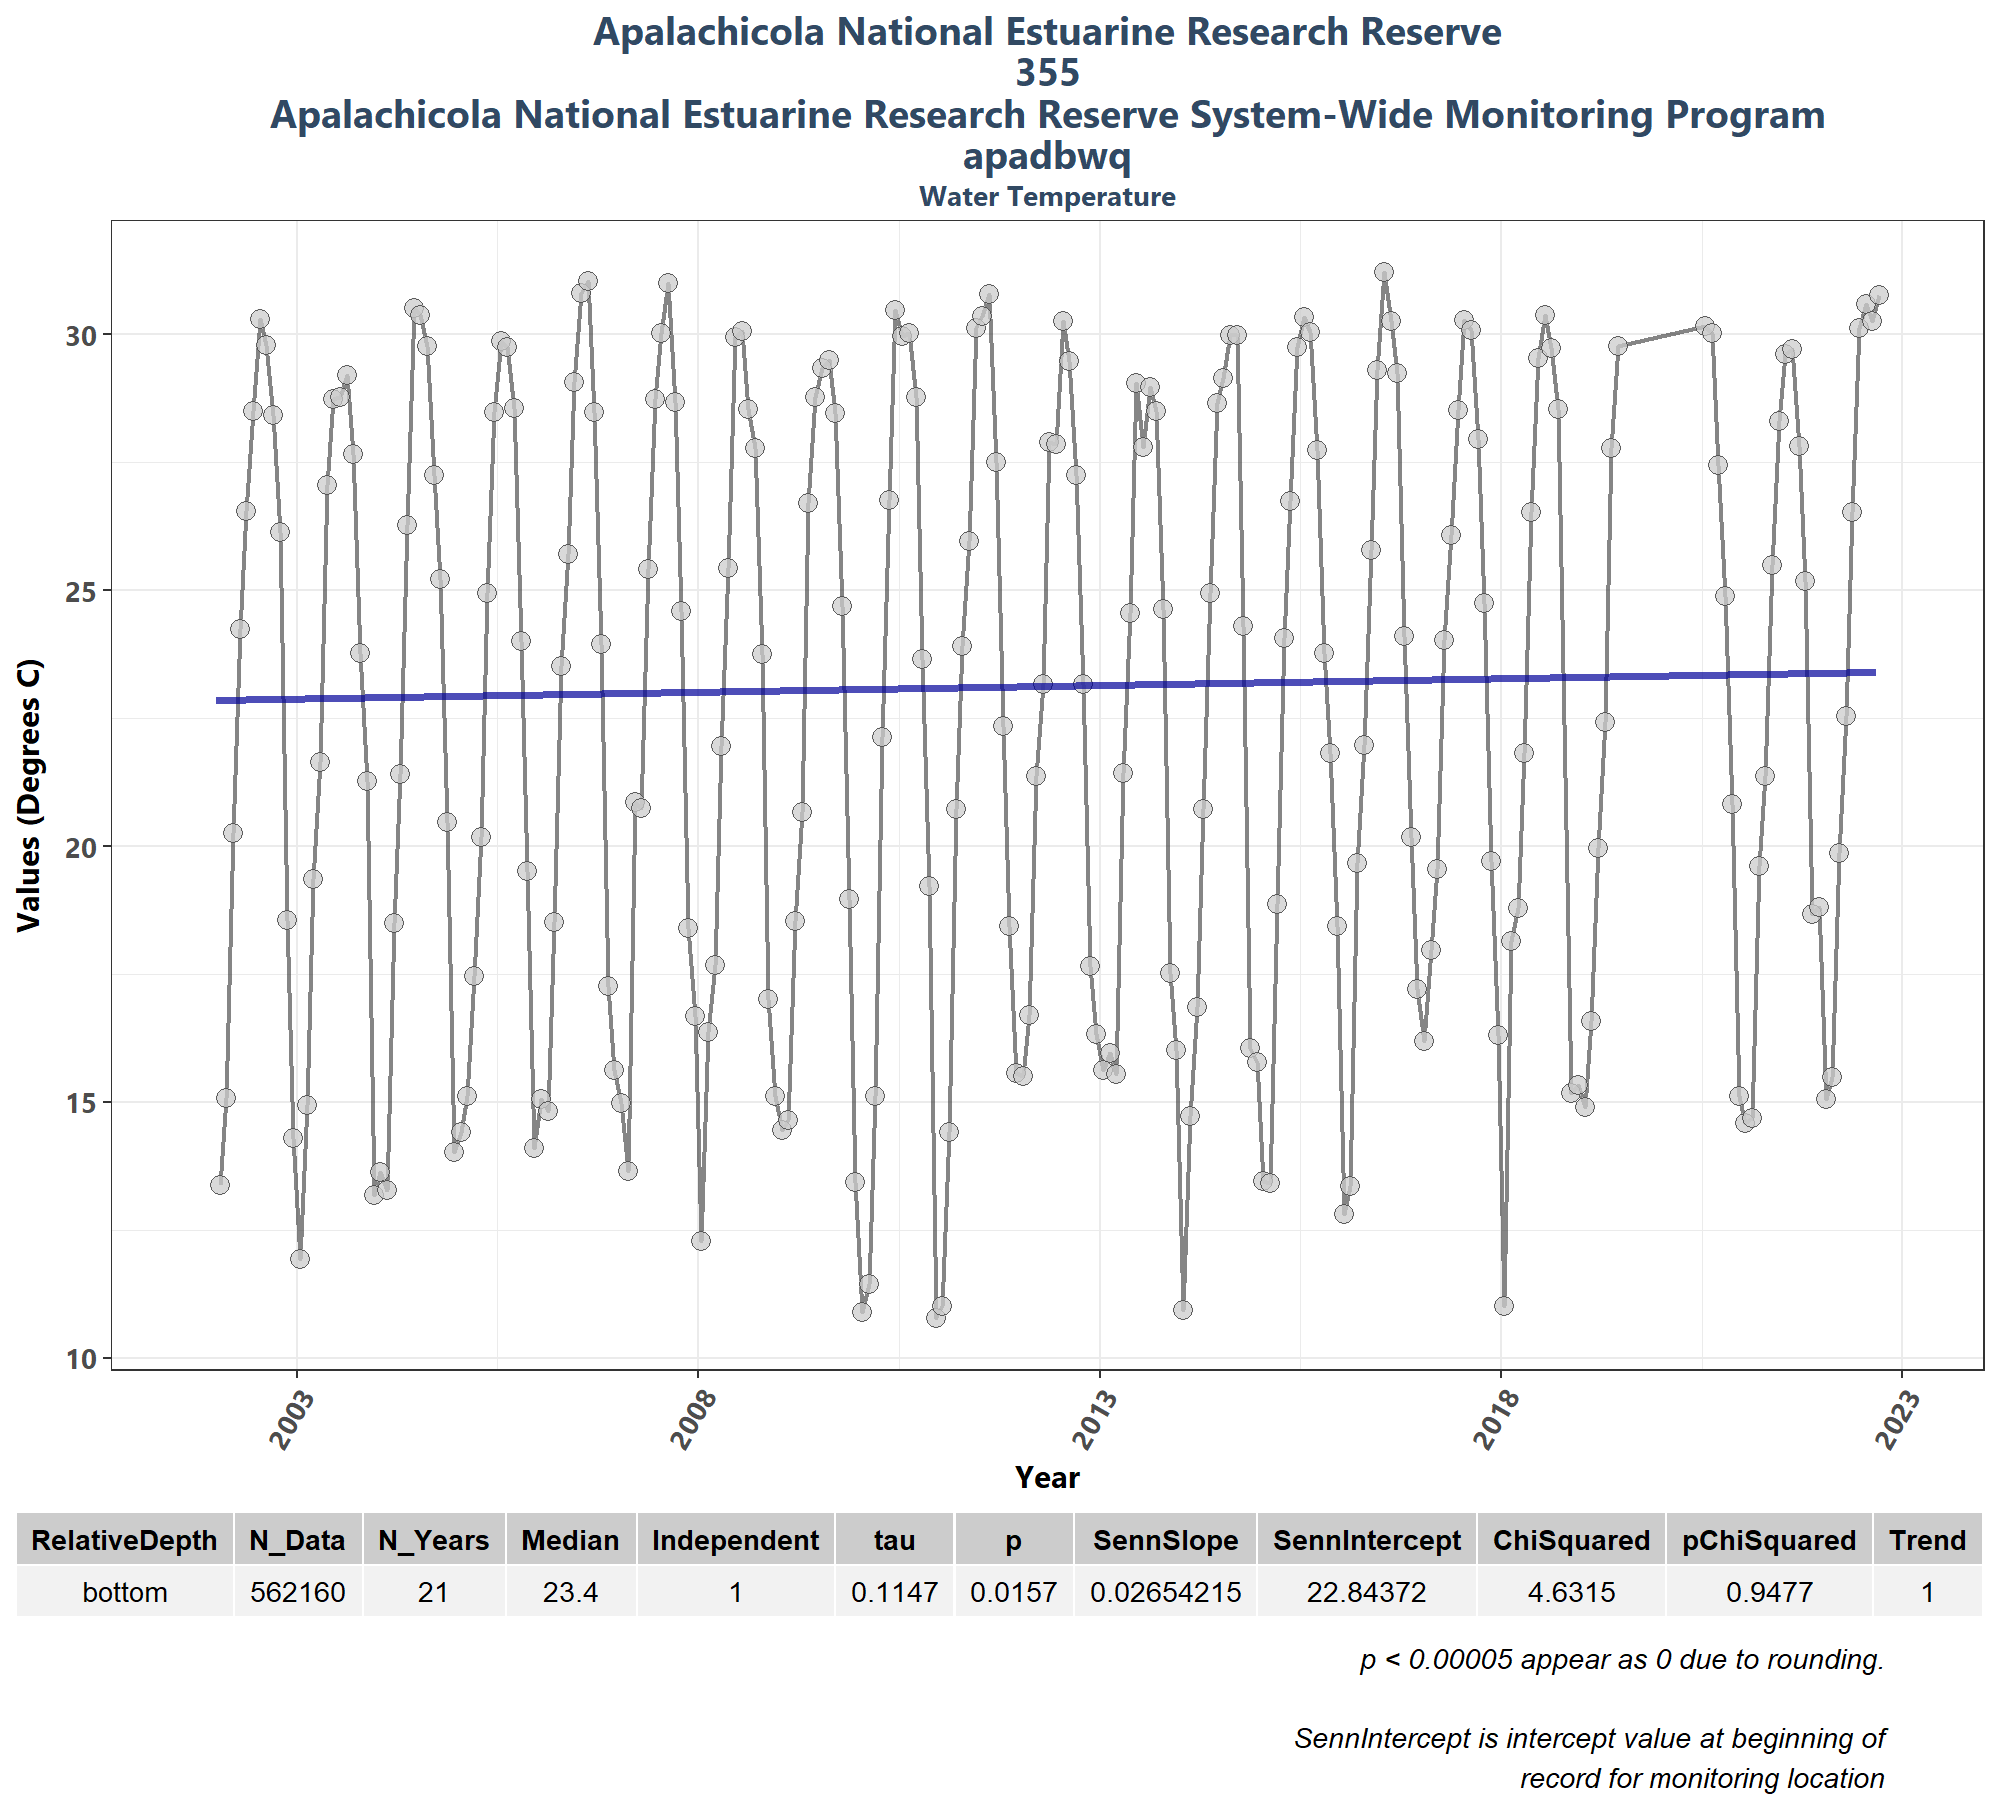 Apalachicola National Estuarine Research Reserve
355
Apalachicola National Estuarine Research Reserve System-Wide Monitoring Program
apadbwq
Water Temperature
Values (Degrees C)
30
25
20
15
10
2003
2008
2013
2018
2023
Year
RelativeDepth N_Data N_Years Median Independent tau p SennSlope SennIntercept ChiSquared pChiSquared Trend
bottom 562160 21 23.4 1 0.1147 0.0157 0.02654215 22.84372 4.6315 0.9477 1
p < 0.00005 appear as 0 due to rounding.
SennIntercept is intercept value at beginning of
record for monitoring location